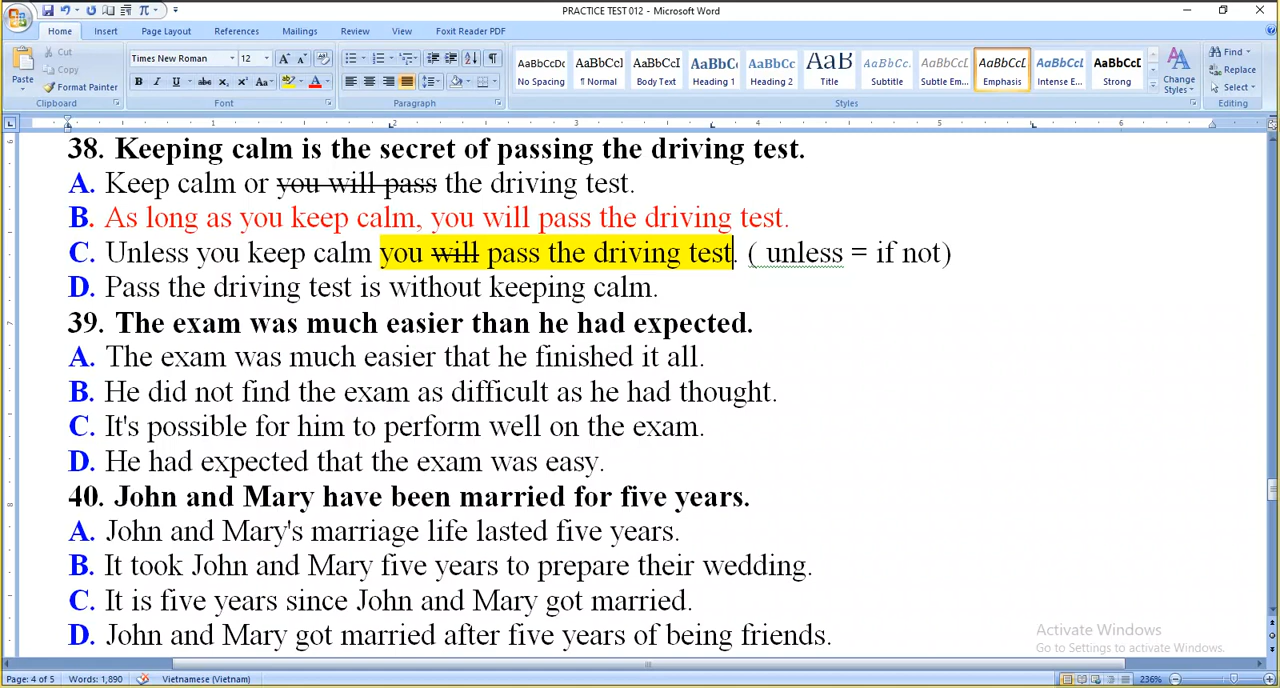 PRACTICE TEST 012 - Microsoft Word
Home Insert Page Layout References Mailings Review View Foxit Reader PDF
Cut
Copy
Format Painter
Paste
Clipboard
Times New Roman 12
Font
Paragraph
AaBbCcDc AaBbCcI AaBbCcI AaBbC AaBbCc AaB AaBbCc. AaBbCcL AaBbCcL AaBbCcI AaBbCcI
No Spacing ¶ Normal Body Text Heading 1 Heading 2 Title Subtitle Subtle Em... Emphasis Intense E... Strong
Styles
Change Styles
Find
Replace
Select
Editing
1 2 3 4 5 6
38. Keeping calm is the secret of passing the driving test.
A. Keep calm or you will pass the driving test.
B. As long as you keep calm, you will pass the driving test.
C. Unless you keep calm you will pass the driving test. ( unless = if not)
D. Pass the driving test is without keeping calm.
39. The exam was much easier than he had expected.
A. The exam was much easier that he finished it all.
B. He did not find the exam as difficult as he had thought.
C. It's possible for him to perform well on the exam.
D. He had expected that the exam was easy.
40. John and Mary have been married for five years.
A. John and Mary's marriage life lasted five years.
B. It took John and Mary five years to prepare their wedding.
C. It is five years since John and Mary got married.
D. John and Mary got married after five years of being friends.
Activate Windows
Go to Settings to activate Windows.
Page: 4 of 5 Words: 1,890 Vietnamese (Vietnam) 236%